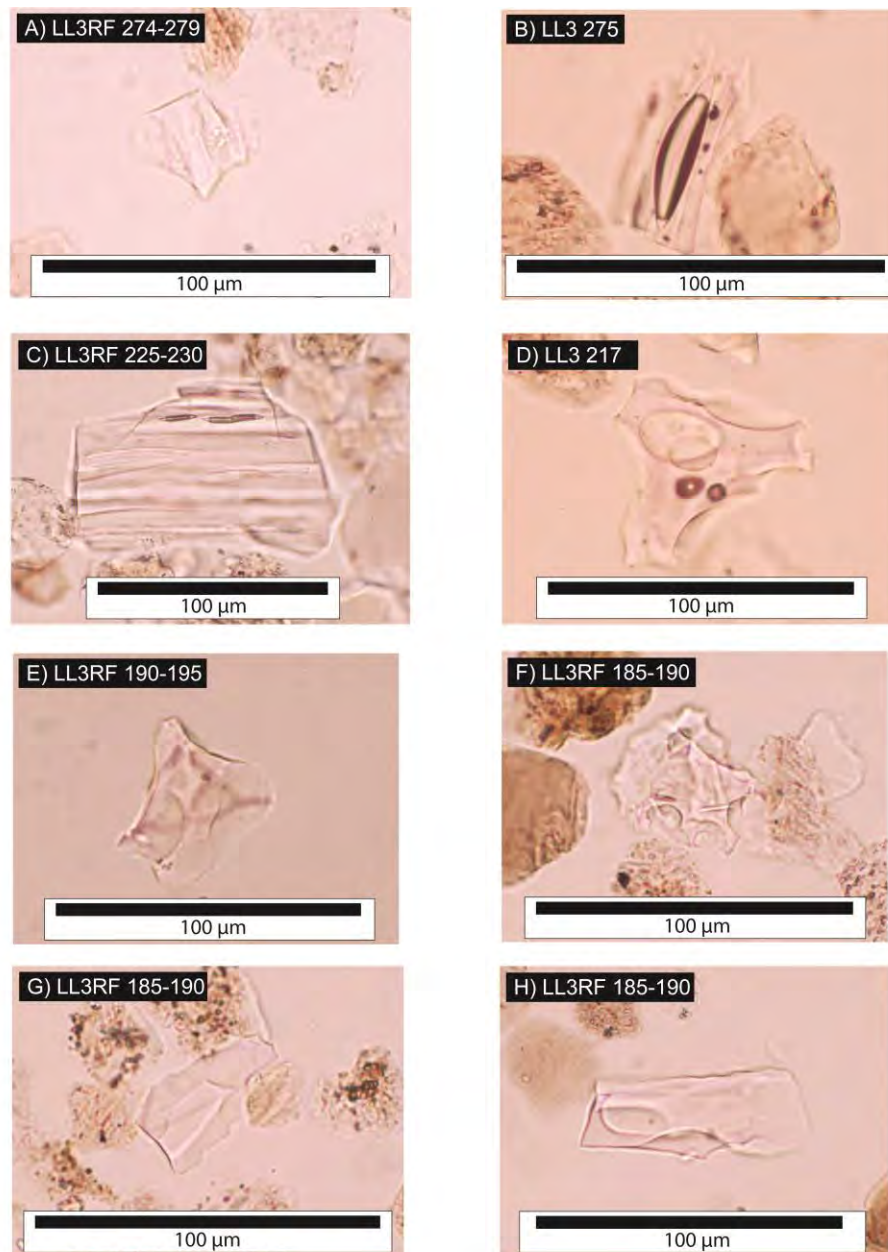 A) LL3RF 274-279
100 µm
B) LL3 275
100 µm
C) LL3RF 225-230
100 µm
D) LL3 217
100 µm
E) LL3RF 190-195
100 µm
F) LL3RF 185-190
100 µm
G) LL3RF 185-190
100 µm
H) LL3RF 185-190
100 µm